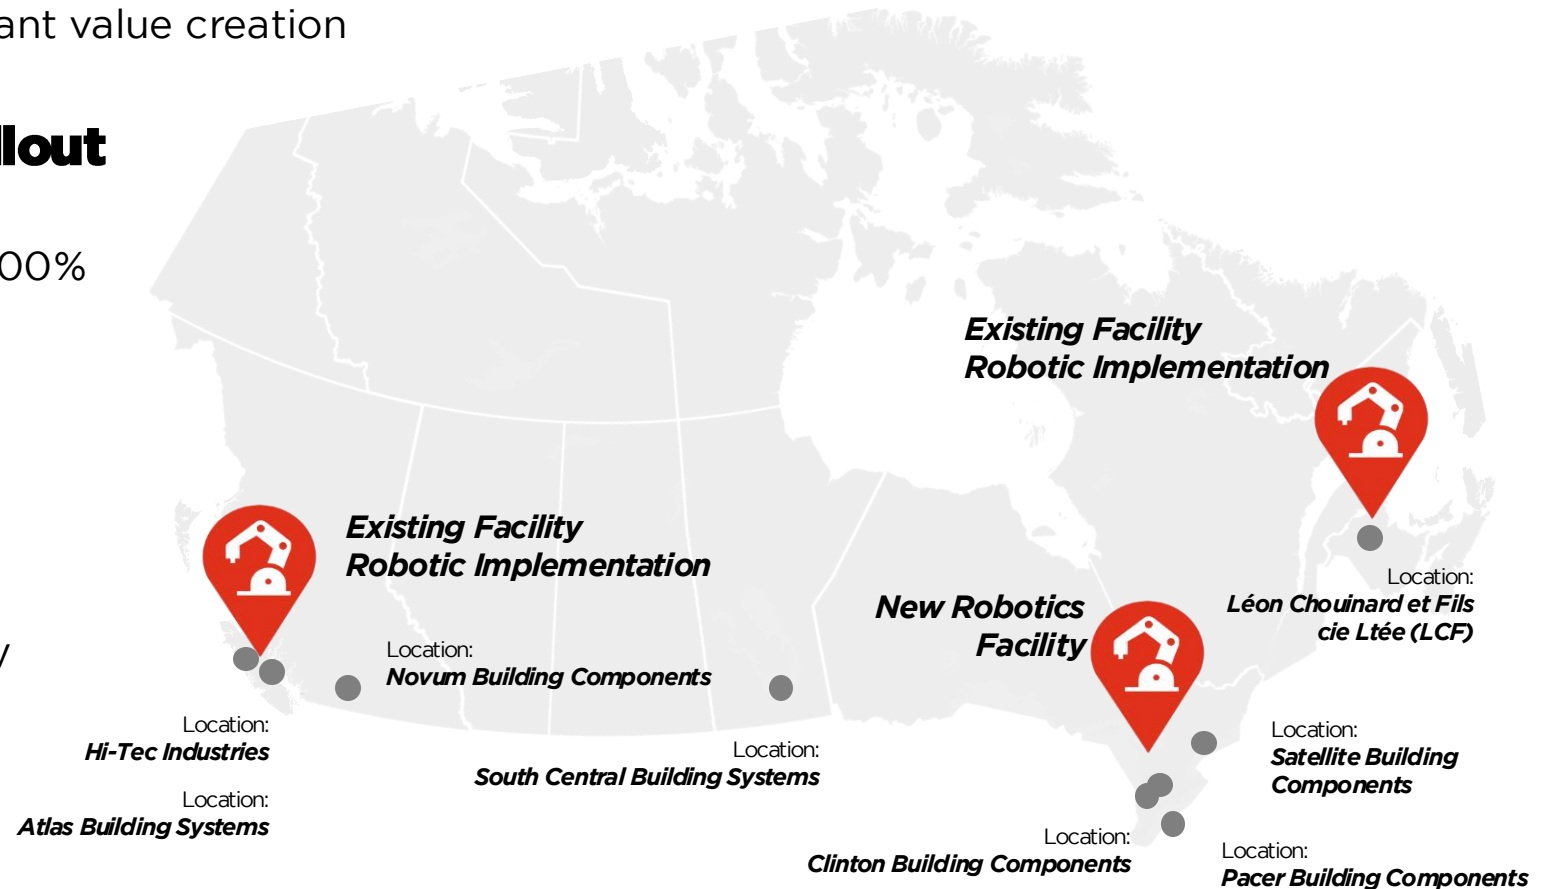 ant value creation
llout
00%
y
Existing Facility
Robotic Implementation
Existing Facility
Robotic Implementation
New Robotics
Facility
Location:
Léon Chouinard et Fils
cie Ltée (LCF)
Location:
Novum Building Components
Location:
Hi-Tec Industries
Location:
South Central Building Systems
Location:
Satellite Building
Components
Location:
Atlas Building Systems
Location:
Clinton Building Components
Location:
Pacer Building Components